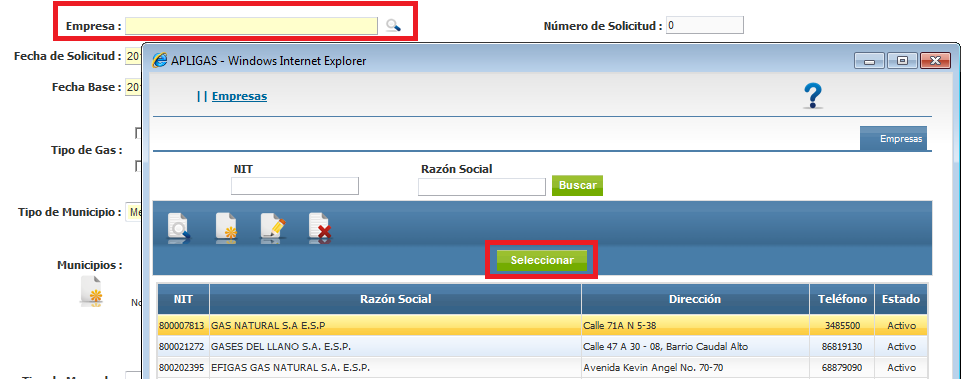 Empresa :
Número de Solicitud : 0
Fecha de Solicitud : 20
APLIGAS - Windows Internet Explorer
Fecha Base : 20
|| Empresas
?
Empresas
Tipo de Gas :
NIT
Razón Social
Buscar
Tipo de Municipio : Me
Seleccionar
Municipios :
No
NIT Razón Social Dirección Teléfono Estado
800007813 GAS NATURAL S.A E.S.P Calle 71A N 5-38 3485500 Activo
800021272 GASES DEL LLANO S.A. E.S.P. Calle 47 A 30 - 08, Barrio Caudal Alto 86819130 Activo
800202395 EFIGAS GAS NATURAL S.A. E.S.P. Avenida Kevin Angel No. 70-70 68879090 Activo